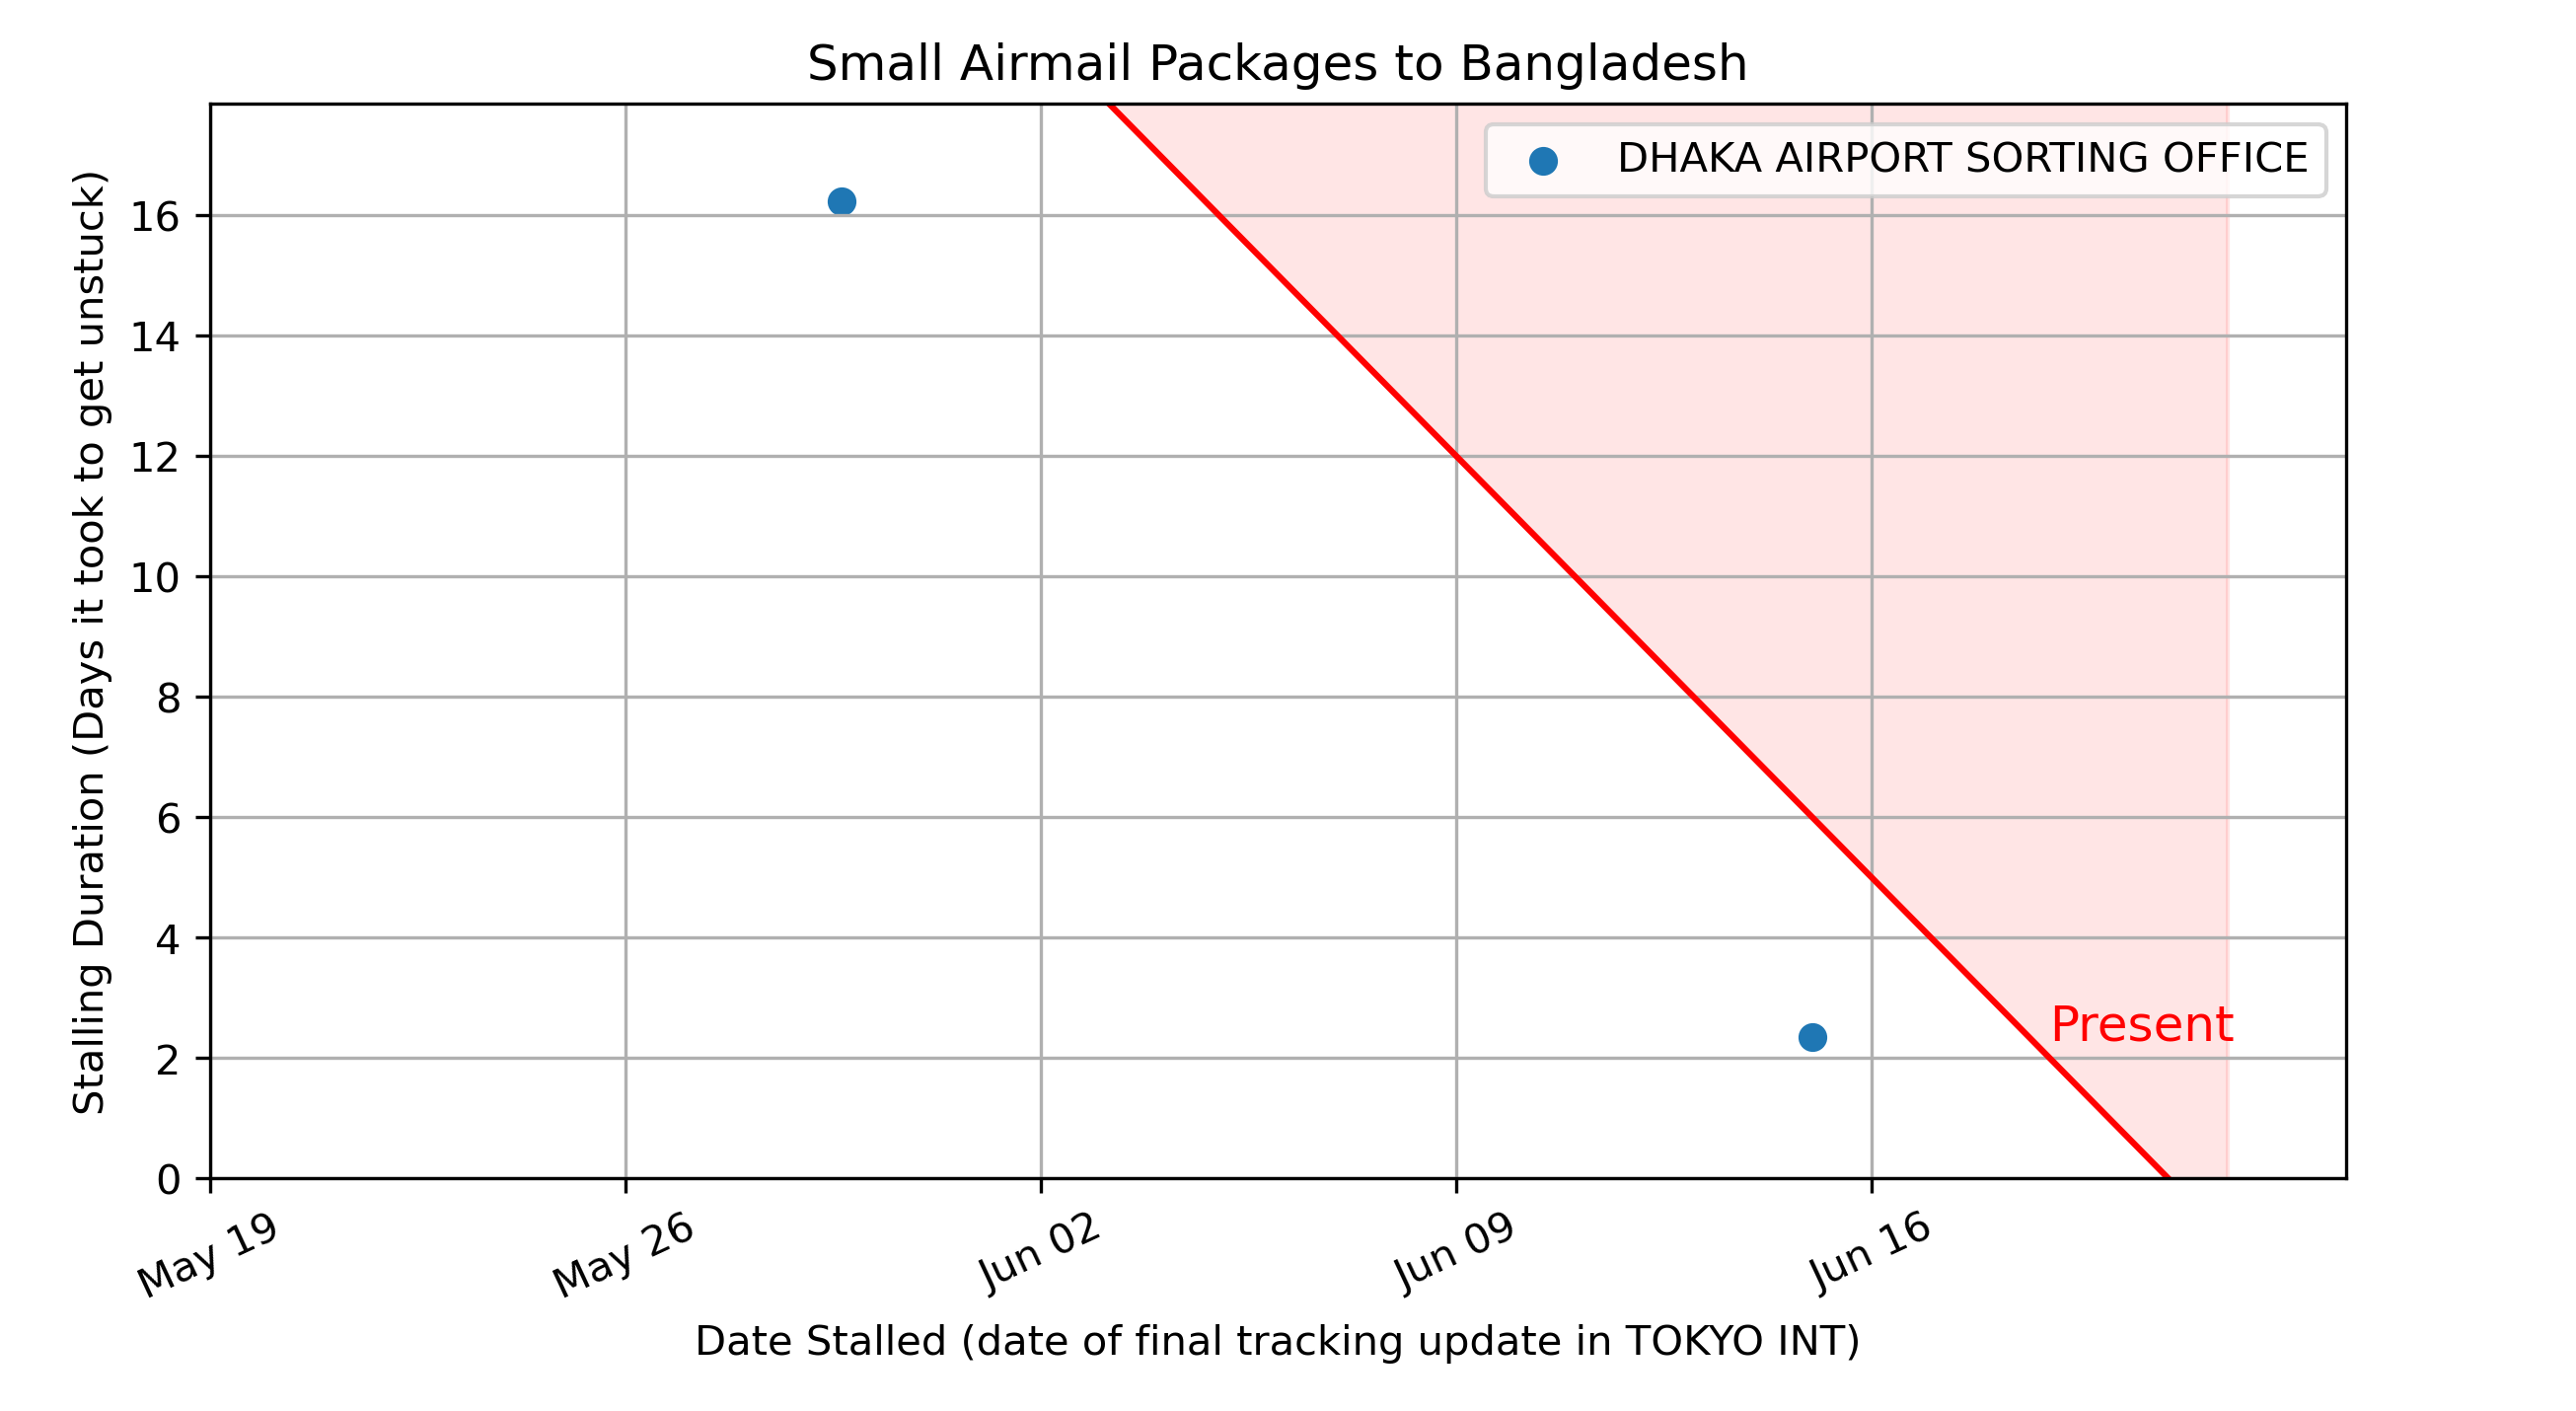 Small Airmail Packages to Bangladesh
DHAKA AIRPORT SORTING OFFICE
Stalling Duration (Days it took to get unstuck)
16
14
12
10
8
6
4
2
0
Present
May 19
May 26
Jun 02
Jun 09
Jun 16
Date Stalled (date of final tracking update in TOKYO INT)